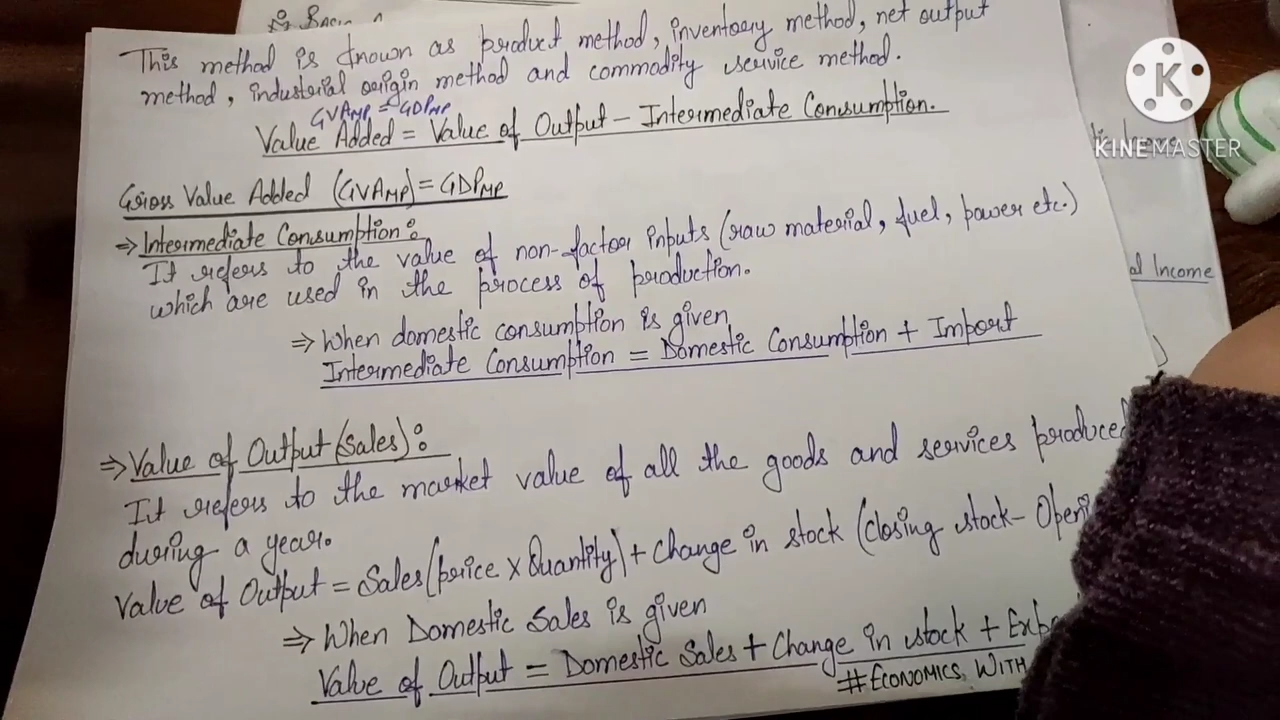 This method is known as product method, inventory method, net output
method, industrial origin method and commodity service method.
GVAMP = GDPMP
Value Added = Value of Output - Intermediate Consumption.
Gross Value Added (GVAMP) = GDPMP
⇒ Intermediate Consumption:
It refers to the value of non-factor inputs (raw material, fuel, power etc.)
which are used in the process of production.
⇒ When domestic consumption is given
Intermediate Consumption = Domestic Consumption + Import
⇒ Value of Output (Sales):
It refers to the market value of all the goods and services produced
during a year.
Value of Output = Sales (price x Quantity) + Change in stock (closing stock - Openi
⇒ When Domestic Sales is given
Value of Output = Domestic Sales + Change in stock + Exp
#ECONOMICS WITH
al Income
K
KINEMASTER